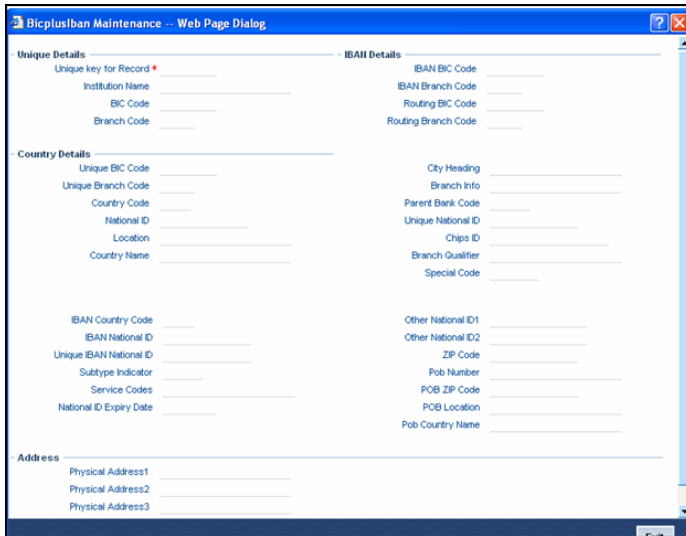 BicplusIban Maintenance -- Web Page Dialog
Unique Details
Unique key for Record *
Institution Name
BIC Code
Branch Code
IBAN Details
IBAN BIC Code
IBAN Branch Code
Routing BIC Code
Routing Branch Code
Country Details
Unique BIC Code
Unique Branch Code
Country Code
National ID
Location
Country Name
City Heading
Branch Info
Parent Bank Code
Unique National ID
Chips ID
Branch Qualifier
Special Code
IBAN Country Code
IBAN National ID
Unique IBAN National ID
Subtype Indicator
Service Codes
National ID Expiry Date
Other National ID1
Other National ID2
ZIP Code
Pob Number
POB ZIP Code
POB Location
Pob Country Name
Address
Physical Address1
Physical Address2
Physical Address3
Exit